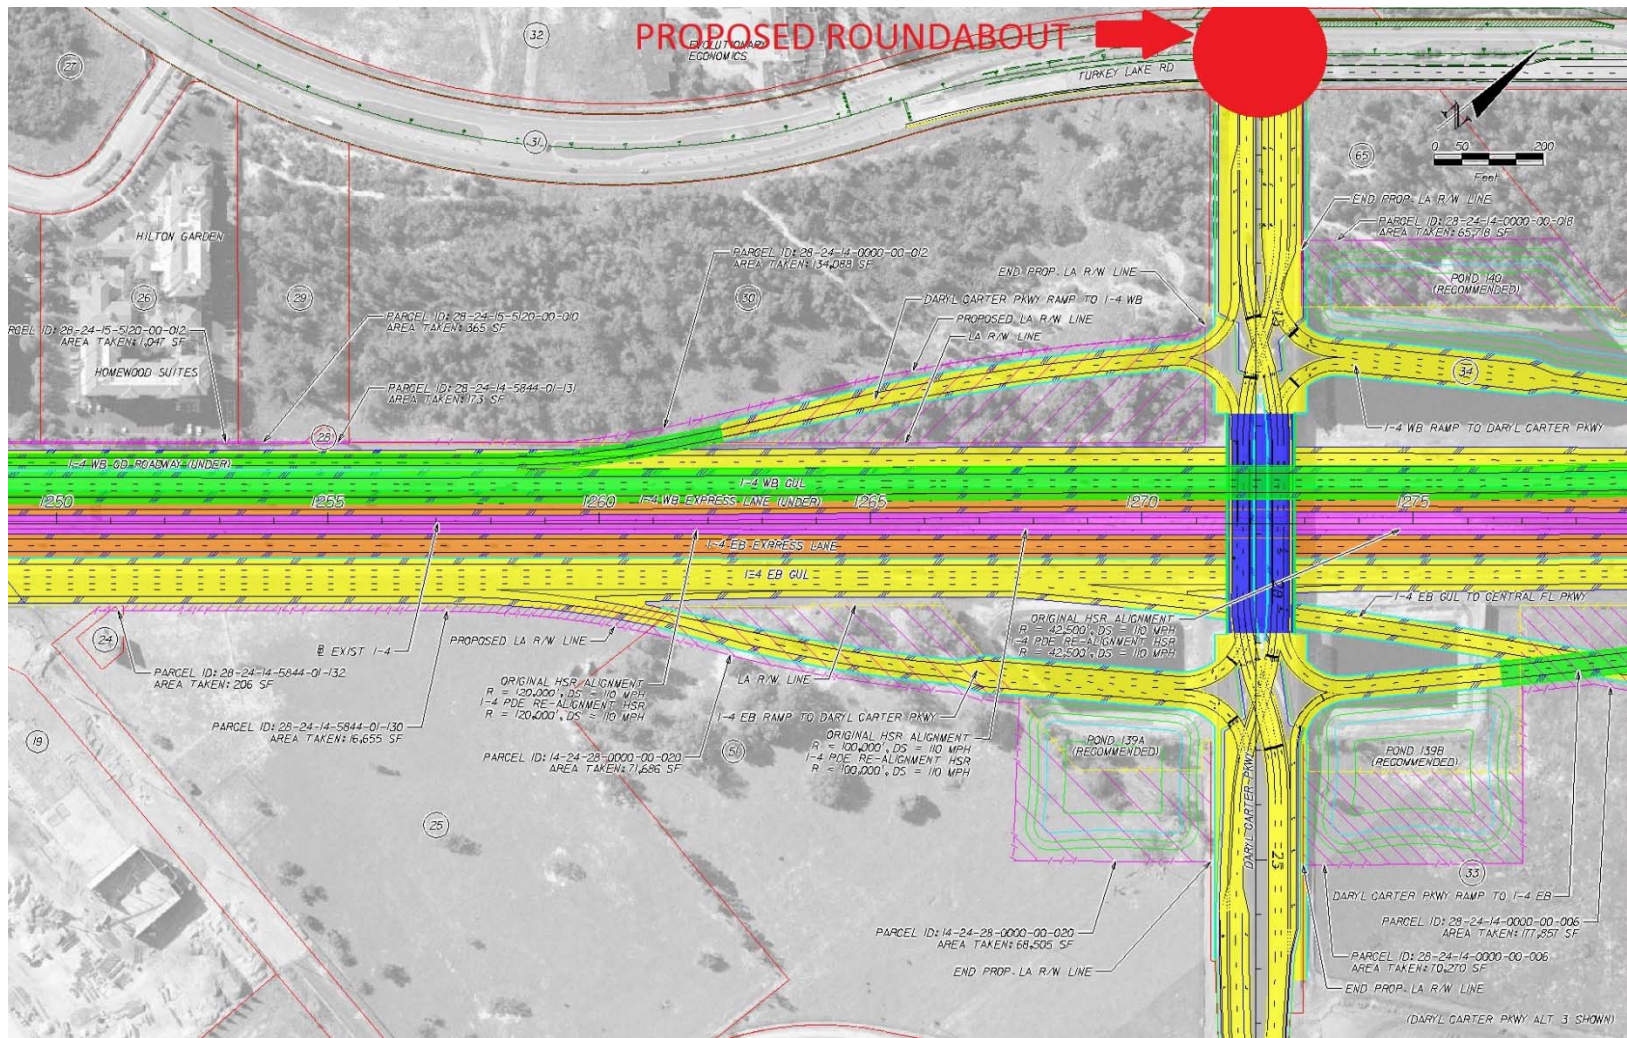 PROPOSED ROUNDABOUT
32
EVOLUTIONARY
ECONOMICS
27
TURKEY LAKE RD
31
0 50 200
Feet
65
END PROP. LA R/W LINE
PARCEL ID: 28-24-14-0000-00-018
AREA TAKEN: 65,718 SF
HILTON GARDEN
PARCEL ID: 28-24-14-0000-00-012
AREA TAKEN: 134,088 SF
END PROP. LA R/W LINE
POND 140
(RECOMMENDED)
26
29
30
DARYL CARTER PKWY RAMP TO I-4 WB
PARCEL ID: 28-24-15-5120-00-010
AREA TAKEN: 365 SF
PROPOSED LA R/W LINE
RCEL ID: 28-24-15-5120-00-012
AREA TAKEN: 1,047 SF
LA R/W LINE
HOMEWOOD SUITES
34
PARCEL ID: 28-24-14-5844-01-131
AREA TAKEN: 173 SF
I-4 WB RAMP TO DARYL CARTER PKWY
28
I-4 WB CD ROADWAY (UNDER)
I-4 WB GUL
I-4 WB EXPRESS LANE (UNDER)
1250 1255 1260 1265 1270 1275
I-4 EB EXPRESS LANE
I-4 EB GUL
I-4 EB GUL TO CENTRAL FL PKWY
ORIGINAL HSR ALIGNMENT
R = 42,500', DS = 110 MPH
I-4 PDE RE-ALIGNMENT HSR
R = 42,500', DS = 110 MPH
24
PROPOSED LA R/W LINE
℄ EXIST I-4
PARCEL ID: 28-24-14-5844-01-132
AREA TAKEN: 206 SF
ORIGINAL HSR ALIGNMENT
R = 120,000', DS = 110 MPH
I-4 PDE RE-ALIGNMENT HSR
R = 120,000', DS = 110 MPH
LA R/W LINE
I-4 EB RAMP TO DARYL CARTER PKWY
PARCEL ID: 28-24-14-5844-01-130
AREA TAKEN: 16,655 SF
ORIGINAL HSR ALIGNMENT
R = 100,000', DS = 110 MPH
I-4 PDE RE-ALIGNMENT HSR
R = 100,000', DS = 110 MPH
19
51
PARCEL ID: 14-24-28-0000-00-020
AREA TAKEN: 71,686 SF
POND 139A
(RECOMMENDED)
POND 139B
(RECOMMENDED)
25
DARYL CARTER PKWY
25
33
DARYL CARTER PKWY RAMP TO I-4 EB
PARCEL ID: 28-24-14-0000-00-006
AREA TAKEN: 177,857 SF
PARCEL ID: 14-24-28-0000-00-020
AREA TAKEN: 68,505 SF
PARCEL ID: 28-24-14-0000-00-006
AREA TAKEN: 70,270 SF
END PROP. LA R/W LINE
END PROP. LA R/W LINE
(DARYL CARTER PKWY ALT 3 SHOWN)